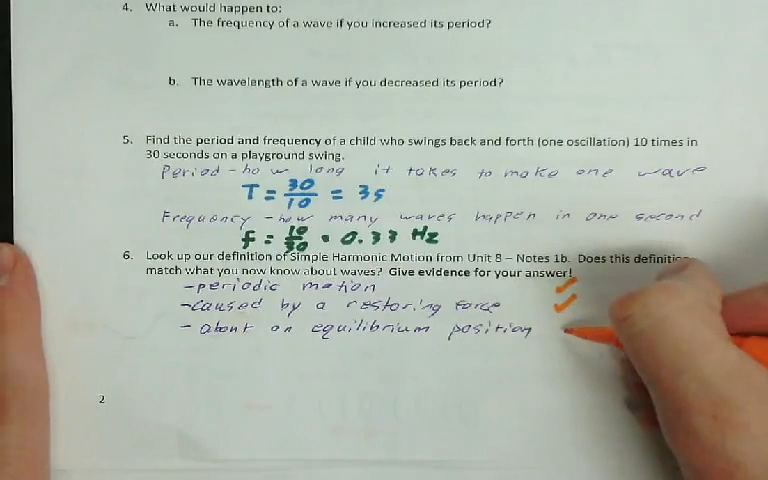 4. What would happen to:
a. The frequency of a wave if you increased its period?
b. The wavelength of a wave if you decreased its period?
5. Find the period and frequency of a child who swings back and forth (one oscillation) 10 times in
30 seconds on a playground swing.
Period - how long it takes to make one wave
T = 30/10 = 3s
Frequency - how many waves happen in one second
f = 10/30 = 0.33 Hz
6. Look up our definition of Simple Harmonic Motion from Unit 8 – Notes 1b. Does this definition
match what you now know about waves? Give evidence for your answer!
- periodic motion ✓
- caused by a restoring force ✓
- about an equilibrium position
2